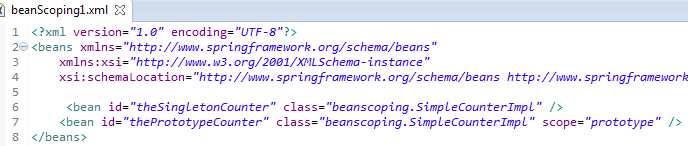 beanScoping1.xml
1 <?xml version="1.0" encoding="UTF-8"?>
2 <beans xmlns="http://www.springframework.org/schema/beans"
3 xmlns:xsi="http://www.w3.org/2001/XMLSchema-instance"
4 xsi:schemaLocation="http://www.springframework.org/schema/beans http://www.springframework
5
6 <bean id="theSingletonCounter" class="beanscoping.SimpleCounterImpl" />
7 <bean id="thePrototypeCounter" class="beanscoping.SimpleCounterImpl" scope="prototype" />
8 </beans>